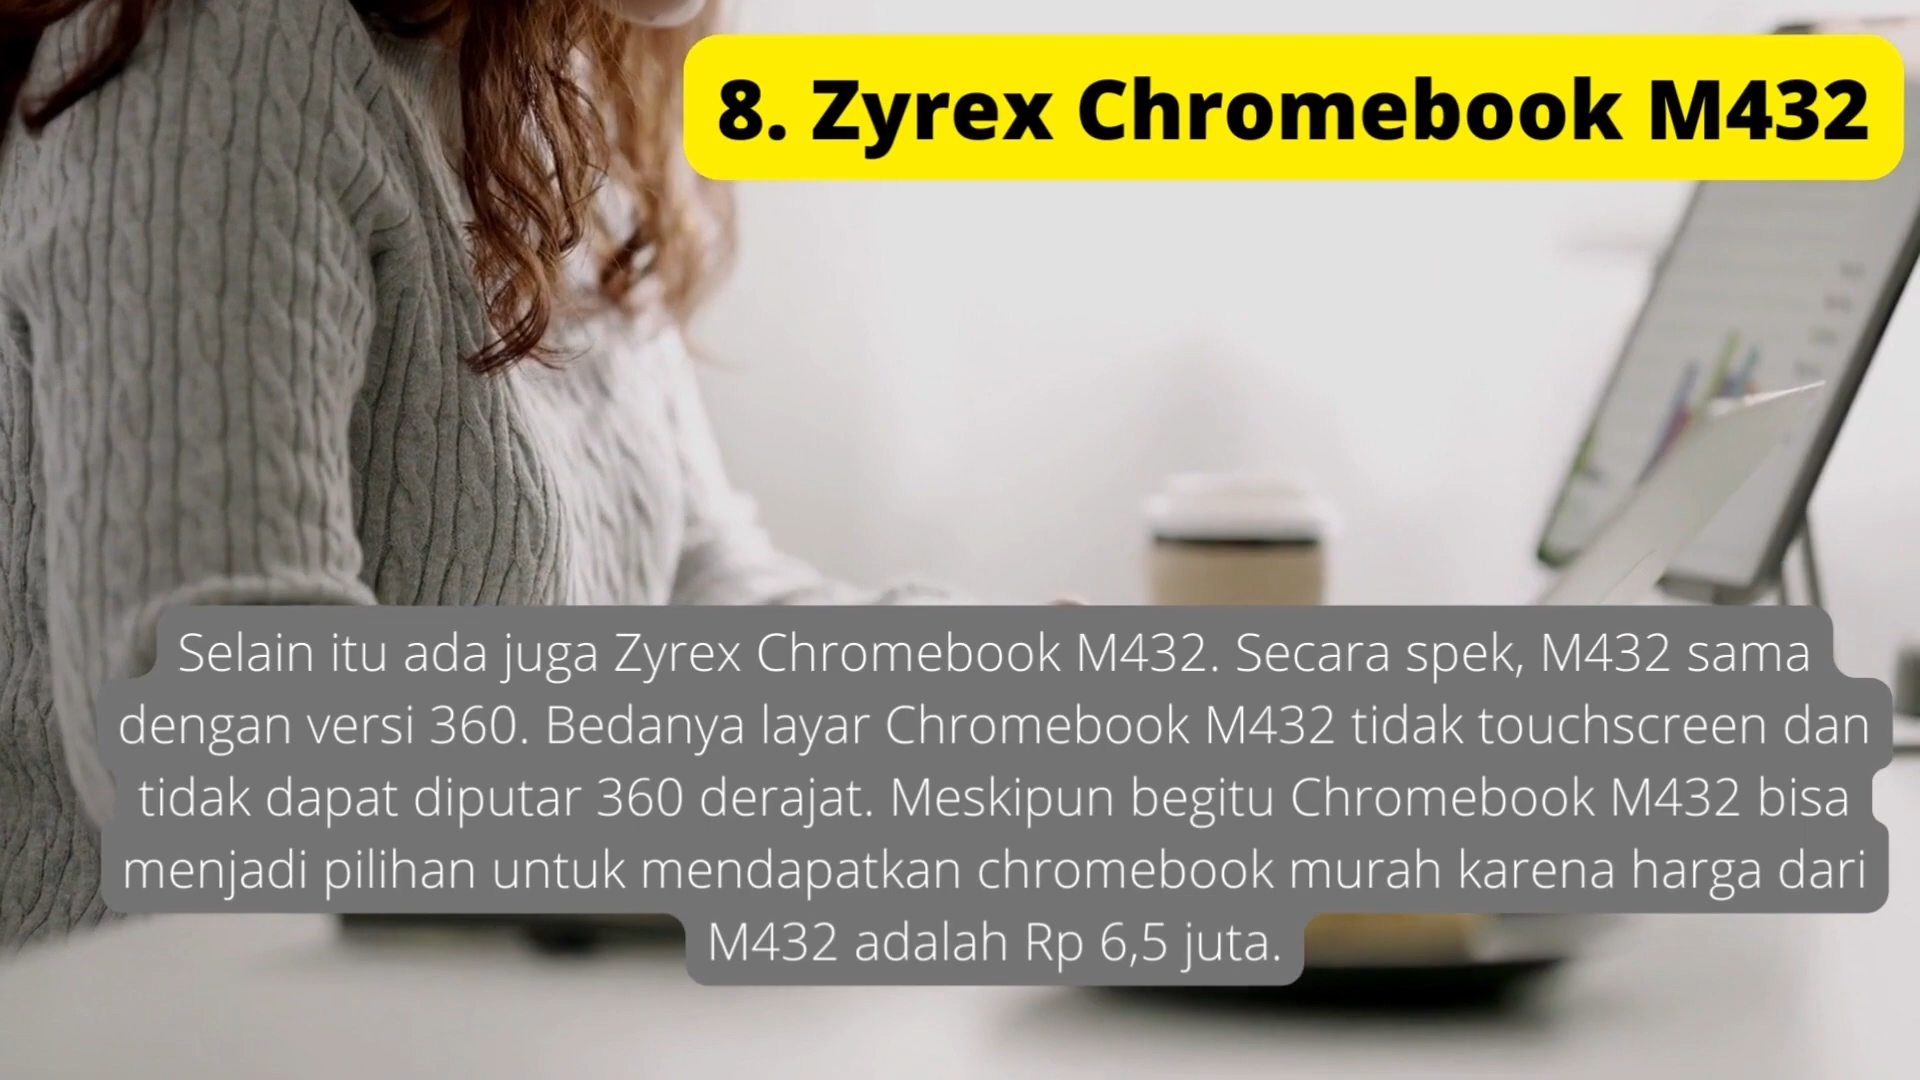 8. Zyrex Chromebook M432
Selain itu ada juga Zyrex Chromebook M432. Secara spek, M432 sama
dengan versi 360. Bedanya layar Chromebook M432 tidak touchscreen dan
tidak dapat diputar 360 derajat. Meskipun begitu Chromebook M432 bisa
menjadi pilihan untuk mendapatkan chromebook murah karena harga dari
M432 adalah Rp 6,5 juta.